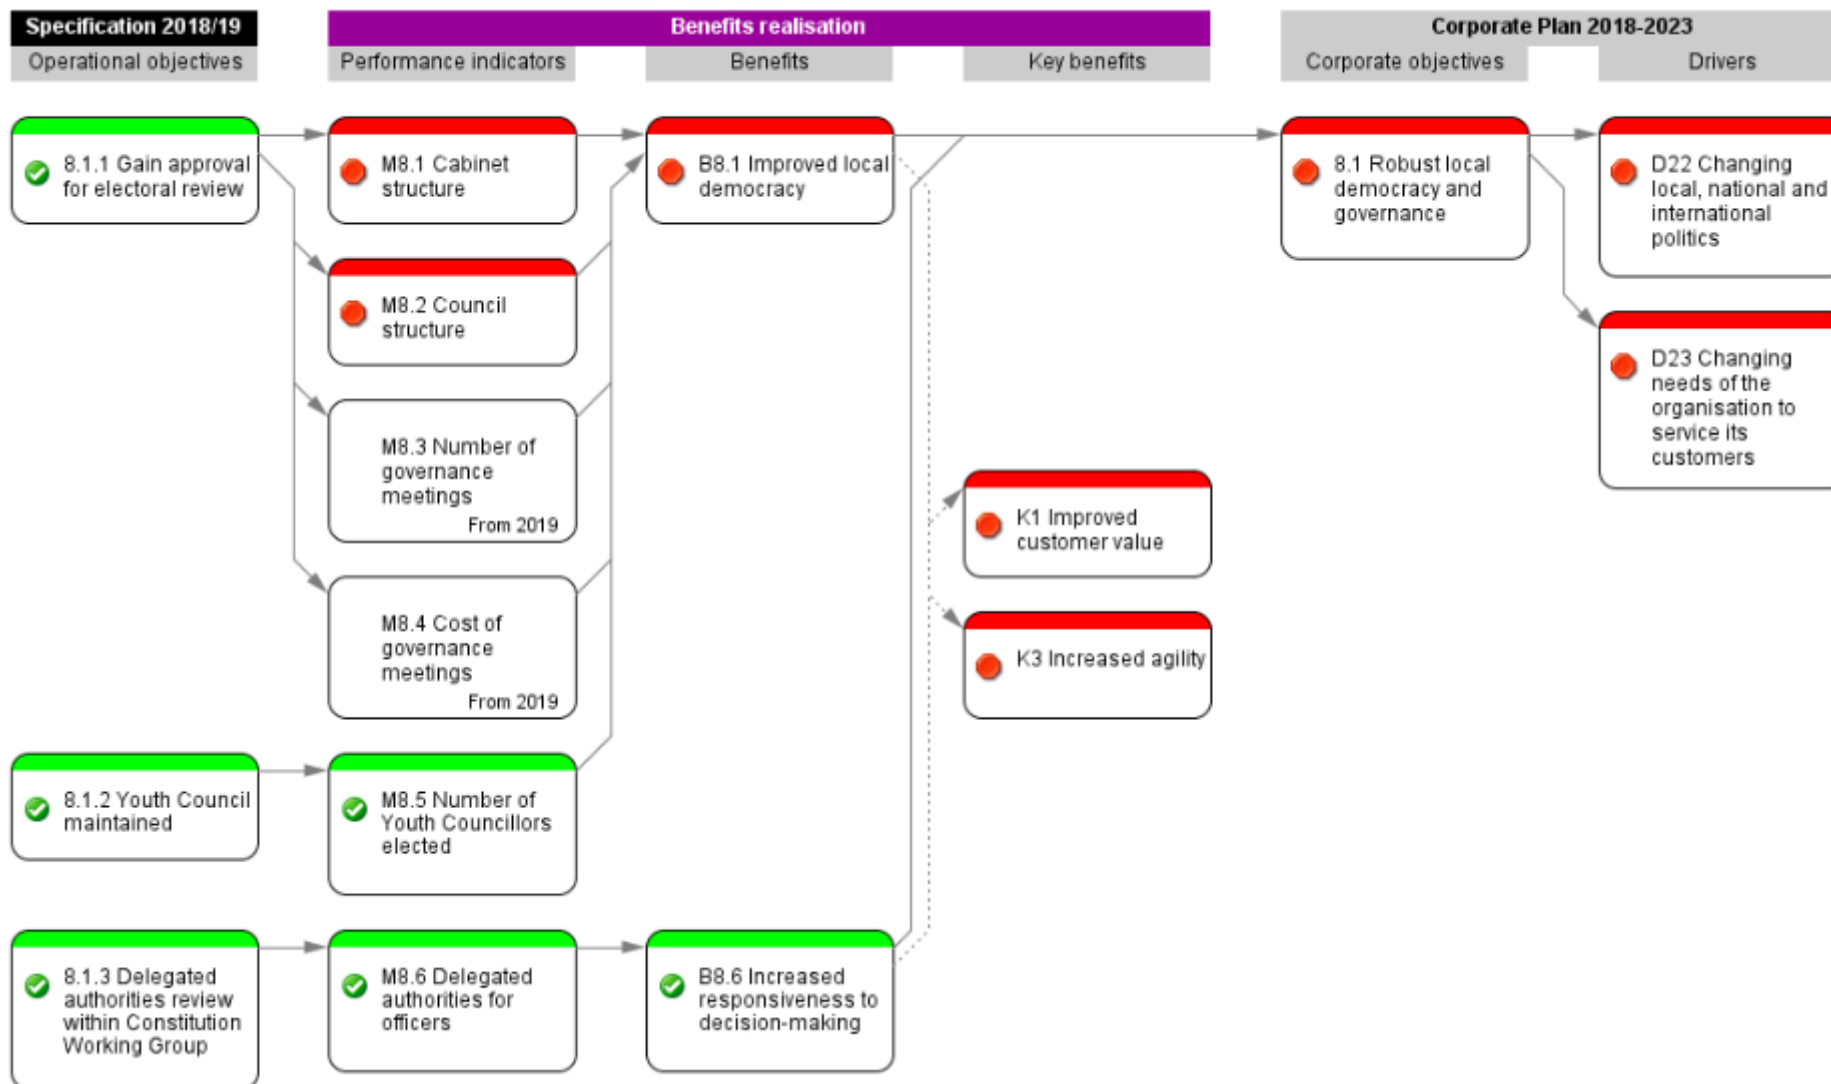 Specification 2018/19
Benefits realisation
Corporate Plan 2018-2023
Operational objectives
Performance indicators
Benefits
Key benefits
Corporate objectives
Drivers
8.1.1 Gain approval
for electoral review
M8.1 Cabinet
structure
B8.1 Improved local
democracy
8.1 Robust local
democracy and
governance
D22 Changing
local, national and
international
politics
M8.2 Council
structure
D23 Changing
needs of the
organisation to
service its
customers
M8.3 Number of
governance
meetings
From 2019
K1 Improved
customer value
M8.4 Cost of
governance
meetings
From 2019
K3 Increased agility
8.1.2 Youth Council
maintained
M8.5 Number of
Youth Councillors
elected
8.1.3 Delegated
authorities review
within Constitution
Working Group
M8.6 Delegated
authorities for
officers
B8.6 Increased
responsiveness to
decision-making